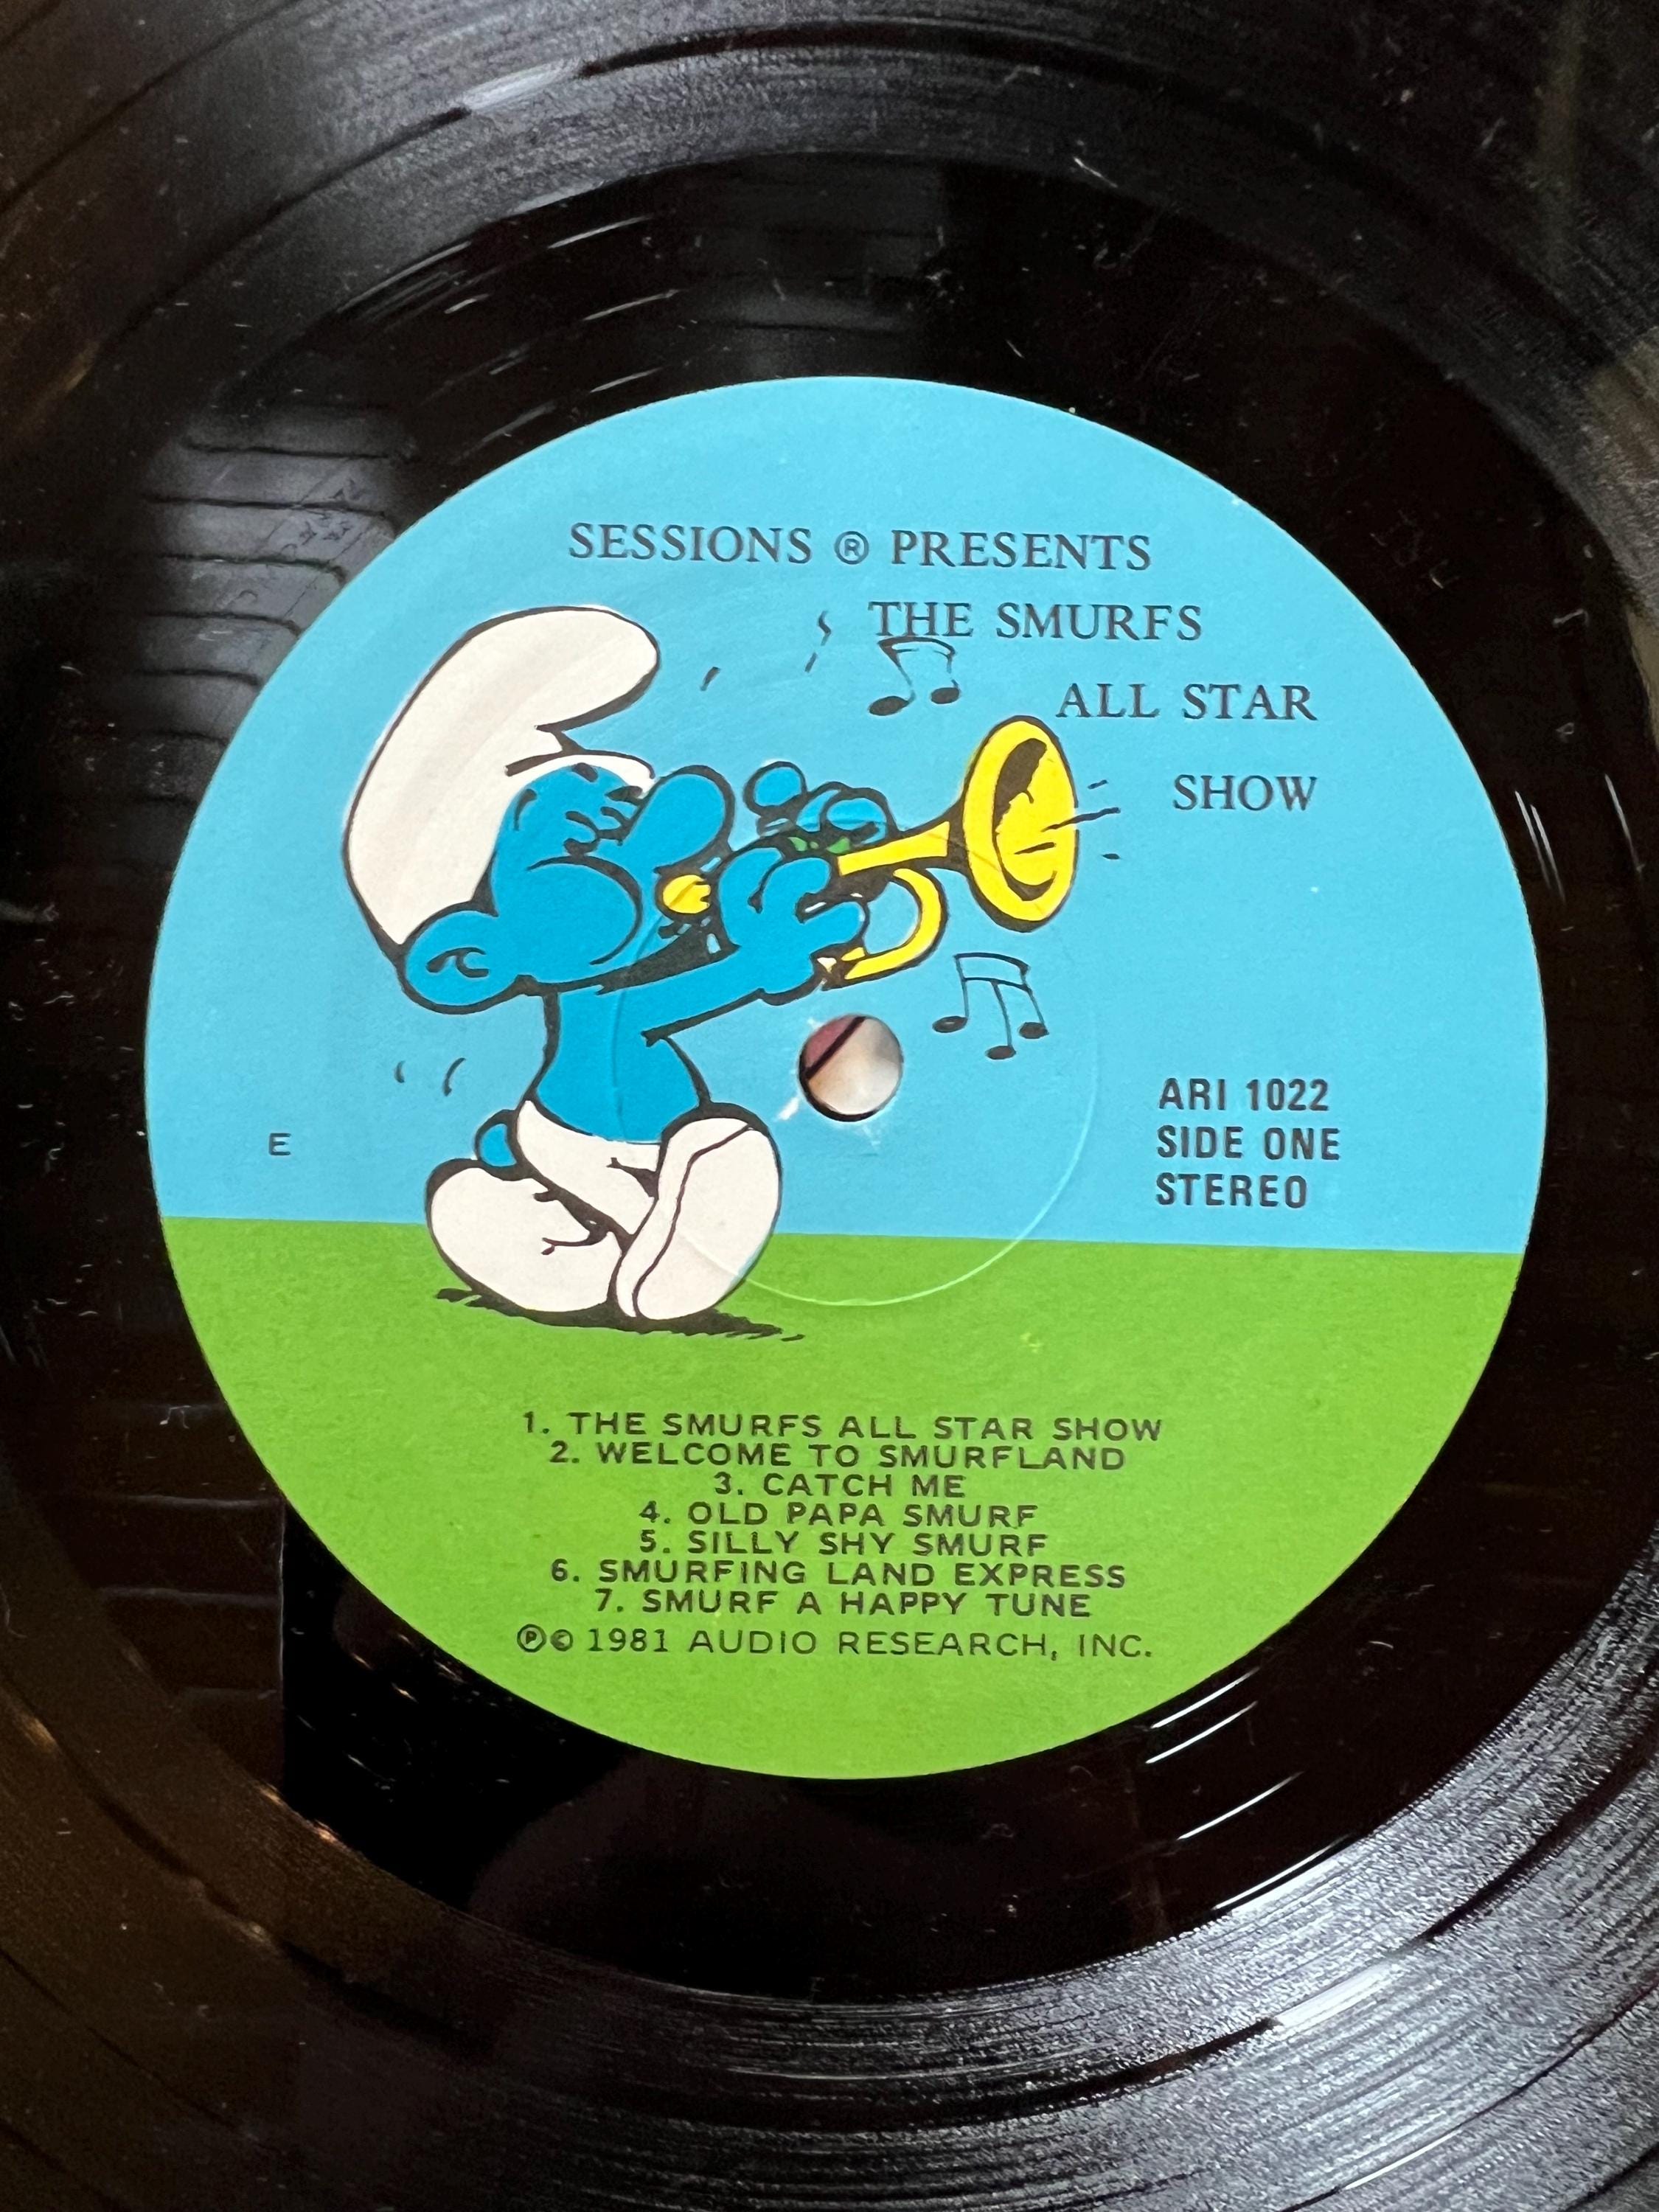 SESSIONS ® PRESENTS
THE SMURFS
ALL STAR
SHOW
E
ARI 1022
SIDE ONE
STEREO
1. THE SMURFS ALL STAR SHOW
2. WELCOME TO SMURFLAND
3. CATCH ME
4. OLD PAPA SMURF
5. SILLY SHY SMURF
6. SMURFING LAND EXPRESS
7. SMURF A HAPPY TUNE
℗© 1981 AUDIO RESEARCH, INC.